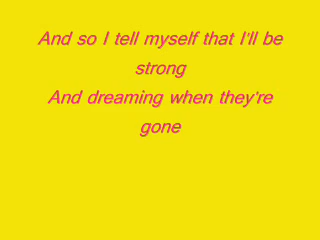 And so I tell myself that I'll be
strong
And dreaming when they're
gone